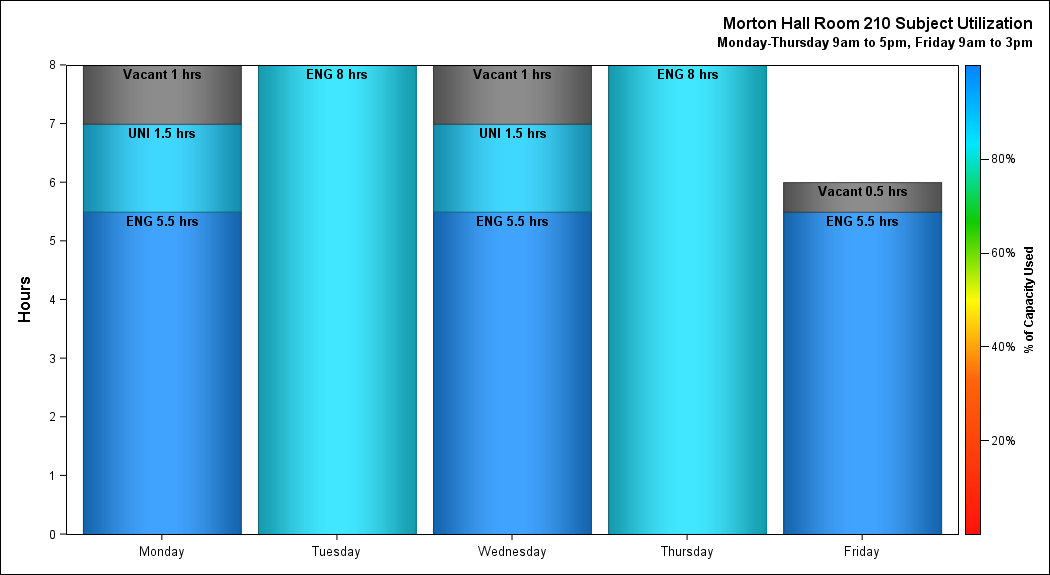 Morton Hall Room 210 Subject Utilization
Monday-Thursday 9am to 5pm, Friday 9am to 3pm
Hours
8
7
6
5
4
3
2
1
0
Vacant 1 hrs
UNI 1.5 hrs
ENG 5.5 hrs
ENG 8 hrs
Vacant 1 hrs
UNI 1.5 hrs
ENG 5.5 hrs
ENG 8 hrs
Vacant 0.5 hrs
ENG 5.5 hrs
Monday
Tuesday
Wednesday
Thursday
Friday
80%
60%
40%
20%
% of Capacity Used